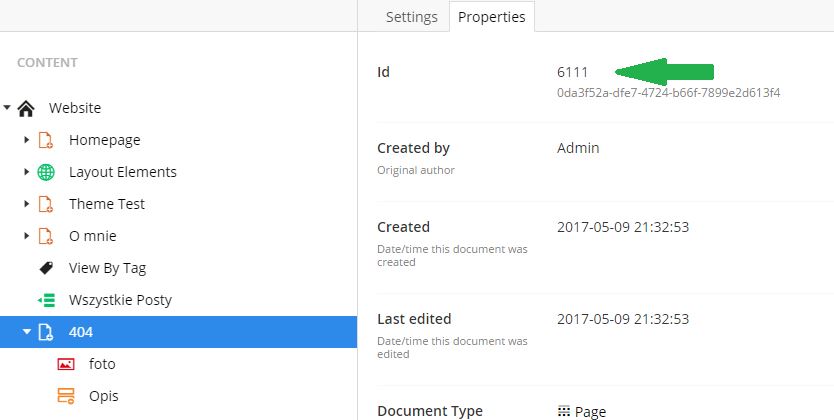 Settings
Properties
CONTENT
Website
Homepage
Layout Elements
Theme Test
O mnie
View By Tag
Wszystkie Posty
404
foto
Opis
Id
6111
0da3f52a-dfe7-4724-b66f-7899e2d613f4
Created by
Original author
Admin
Created
Date/time this document was
created
2017-05-09 21:32:53
Last edited
Date/time this document was
edited
2017-05-09 21:32:53
Document Type
Page